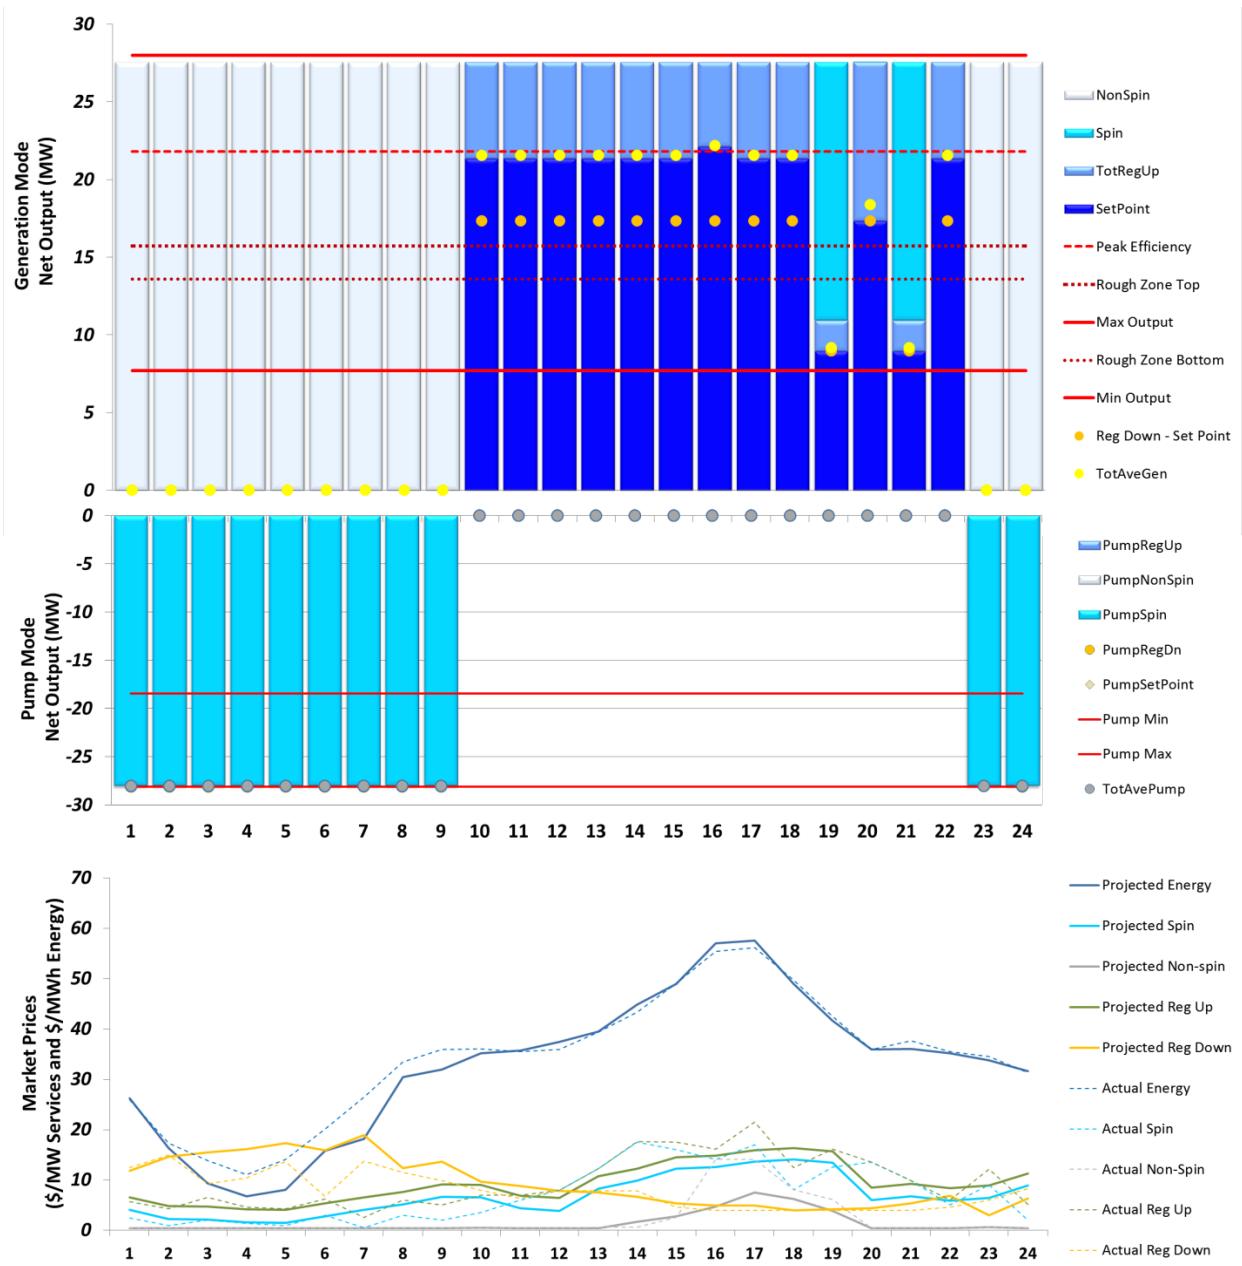 Generation Mode
Net Output (MW)
30
25
20
15
10
5
0
NonSpin
Spin
TotRegUp
SetPoint
Peak Efficiency
Rough Zone Top
Max Output
Rough Zone Bottom
Min Output
Reg Down - Set Point
TotAveGen
Pump Mode
Net Output (MW)
0
-5
-10
-15
-20
-25
-30
1 2 3 4 5 6 7 8 9 10 11 12 13 14 15 16 17 18 19 20 21 22 23 24
PumpRegUp
PumpNonSpin
PumpSpin
PumpRegDn
PumpSetPoint
Pump Min
Pump Max
TotAvePump
Market Prices
($/MW Services and $/MWh Energy)
70
60
50
40
30
20
10
0
1 2 3 4 5 6 7 8 9 10 11 12 13 14 15 16 17 18 19 20 21 22 23 24
Projected Energy
Projected Spin
Projected Non-spin
Projected Reg Up
Projected Reg Down
Actual Energy
Actual Spin
Actual Non-Spin
Actual Reg Up
Actual Reg Down